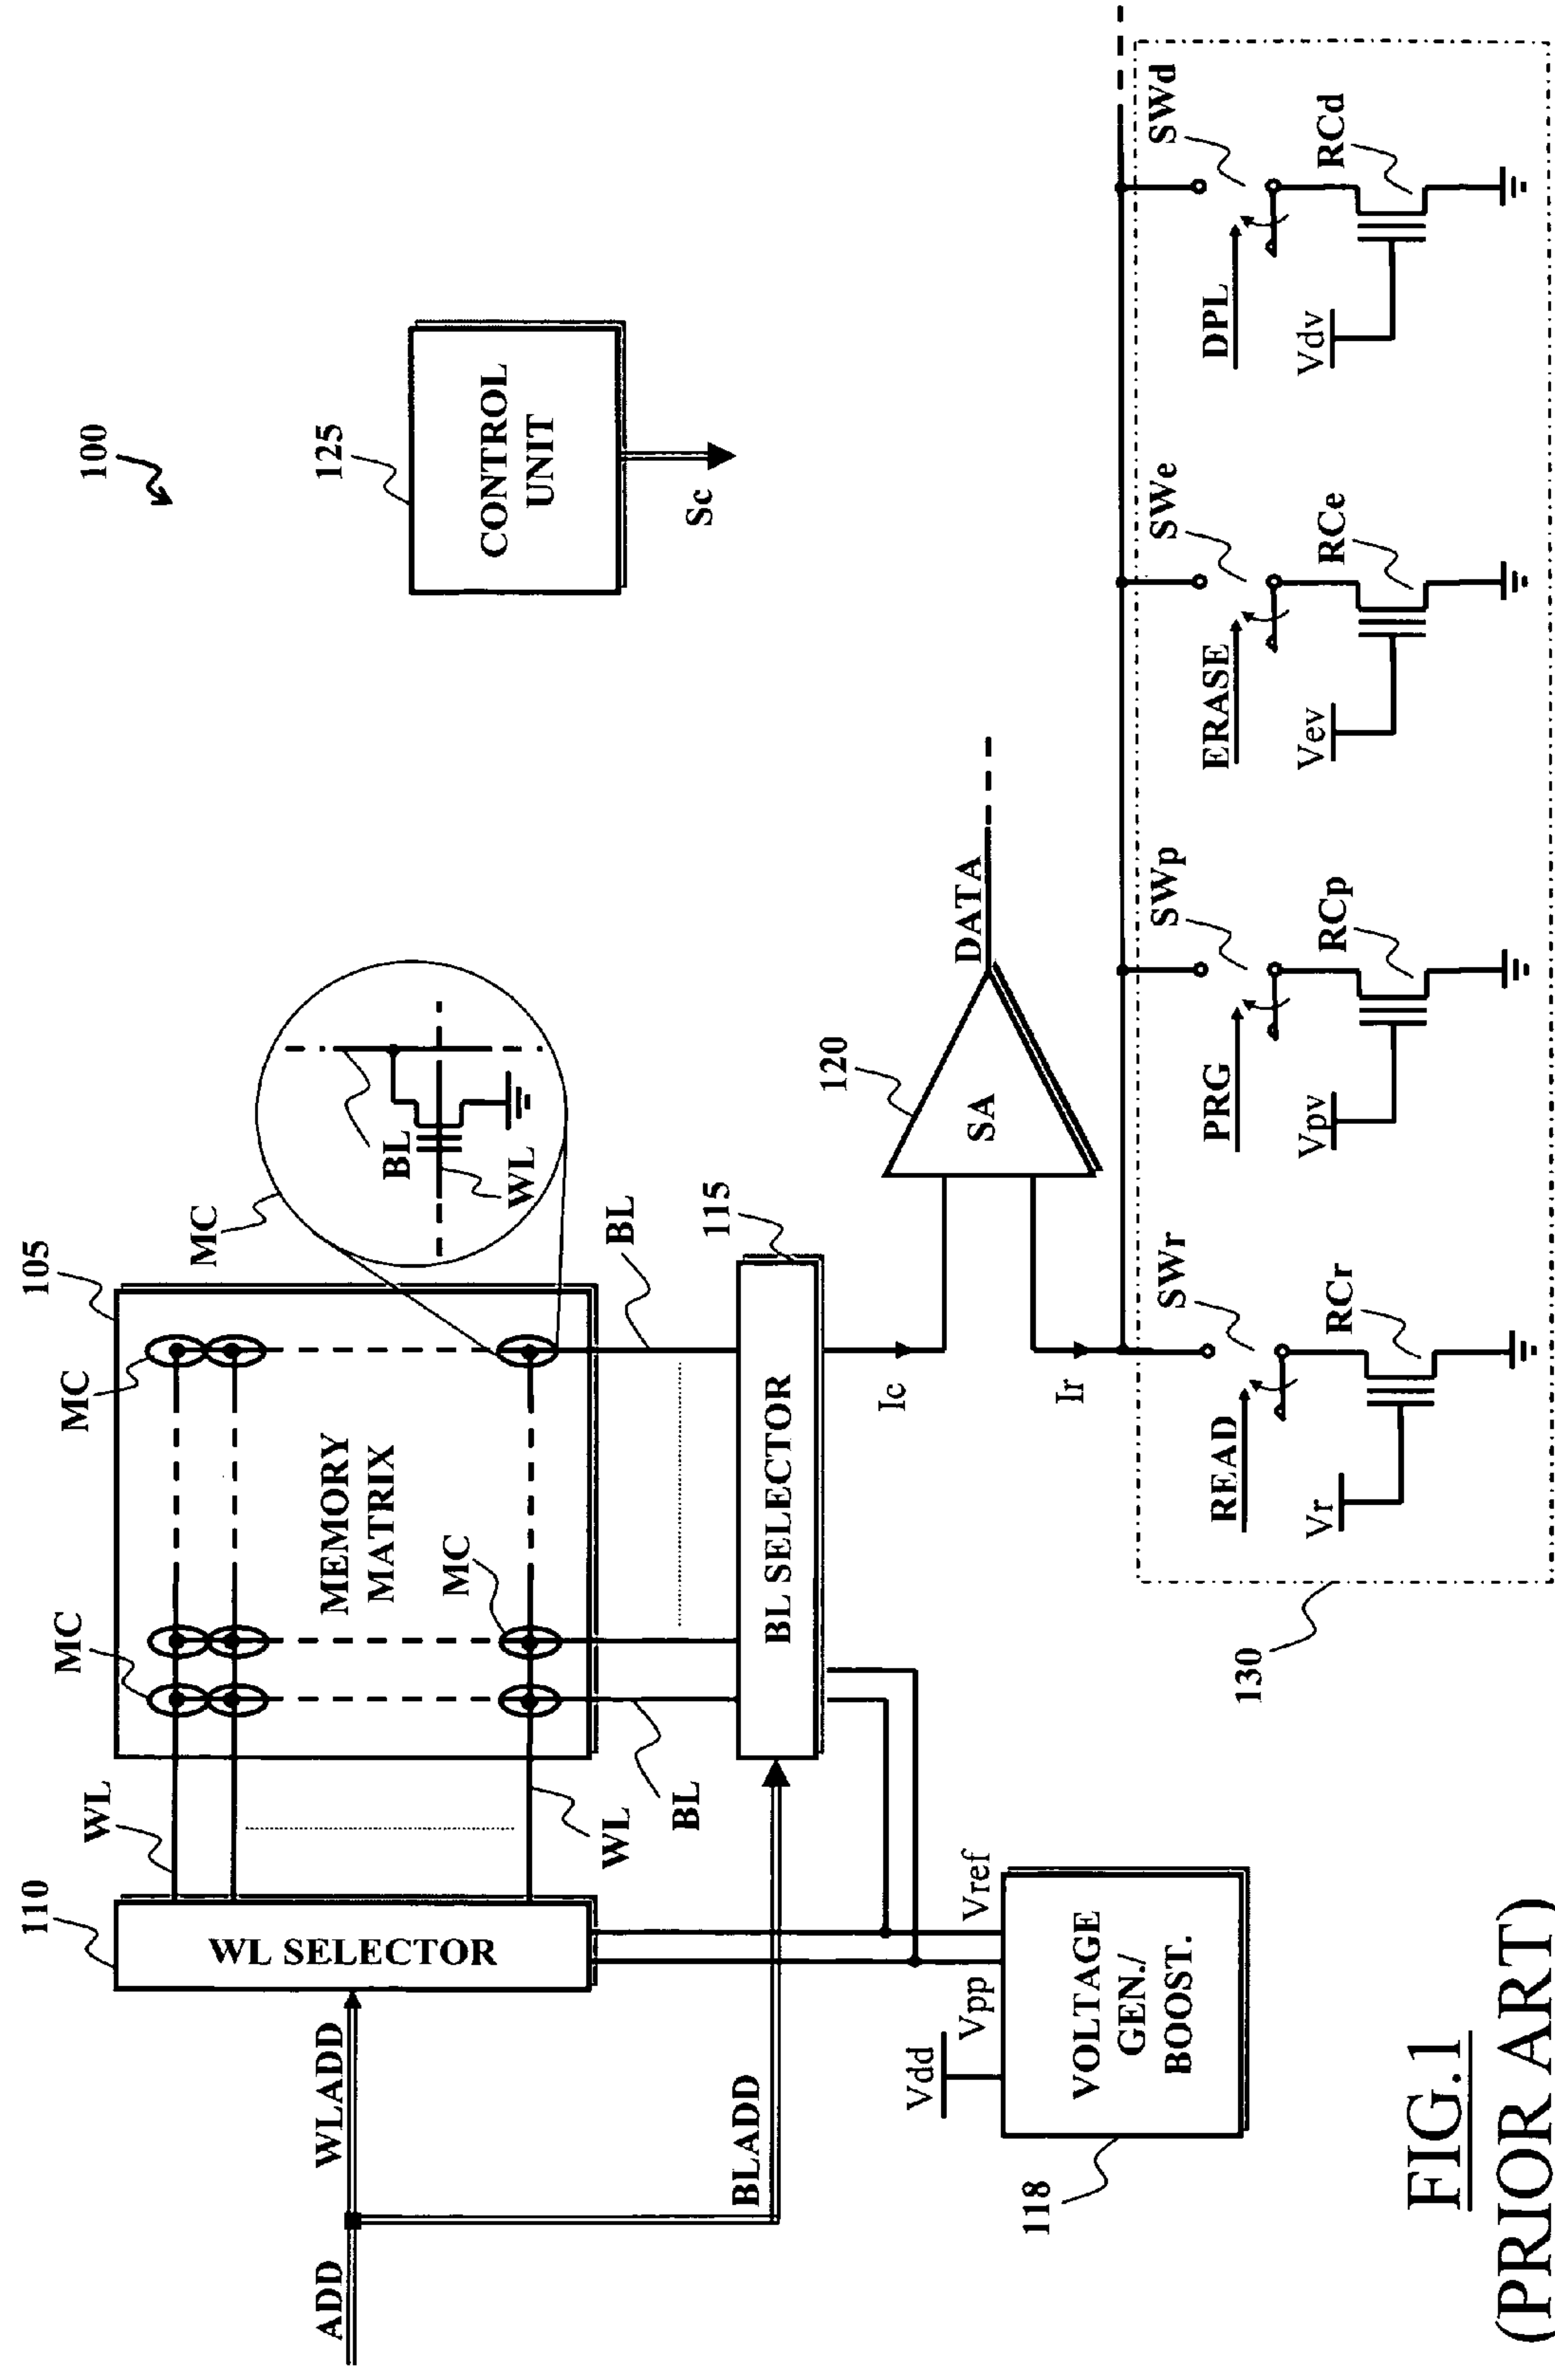 100
105
110
MC
MC
MC
WL
BL
WL
MEMORY
MATRIX
MC
WL SELECTOR
WL
ADD
WLADD
125
CONTROL
UNIT
Sc
BL
BL
115
BL SELECTOR
BLADD
120
SA
DATA
Ic
Ir
Vdd
Vpp
Vref
VOLTAGE
GEN./
BOOST.
118
130
READ
SWr
Vr
RCr
PRG
SWp
Vpv
RCp
ERASE
SWe
Vev
RCe
DPL
SWd
Vdv
RCd
FIG.1
(PRIOR ART)